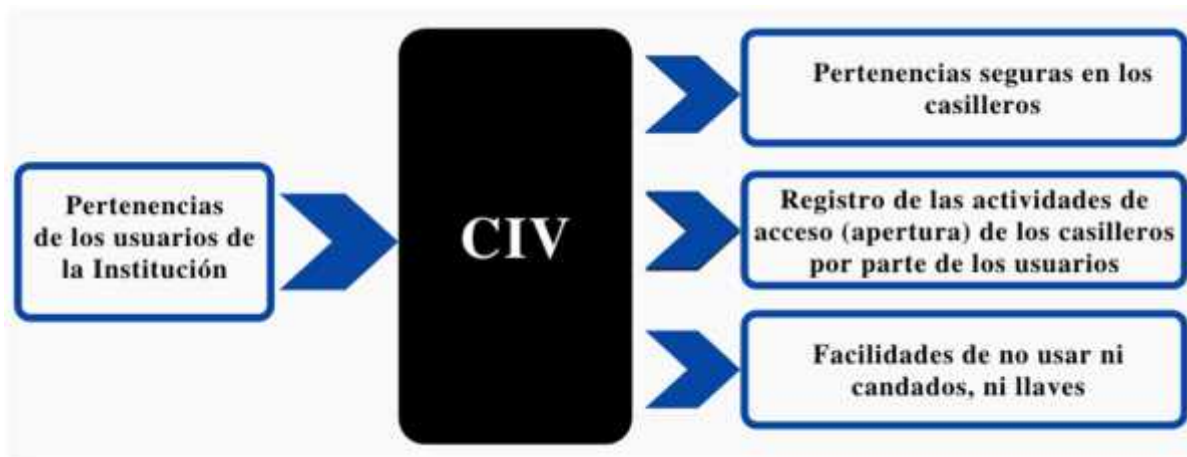 Pertenencias
de los usuarios de
la Institución
CIV
Pertenencias seguras en los
casilleros
Registro de las actividades de
acceso (apertura) de los casilleros
por parte de los usuarios
Facilidades de no usar ni
candados, ni llaves